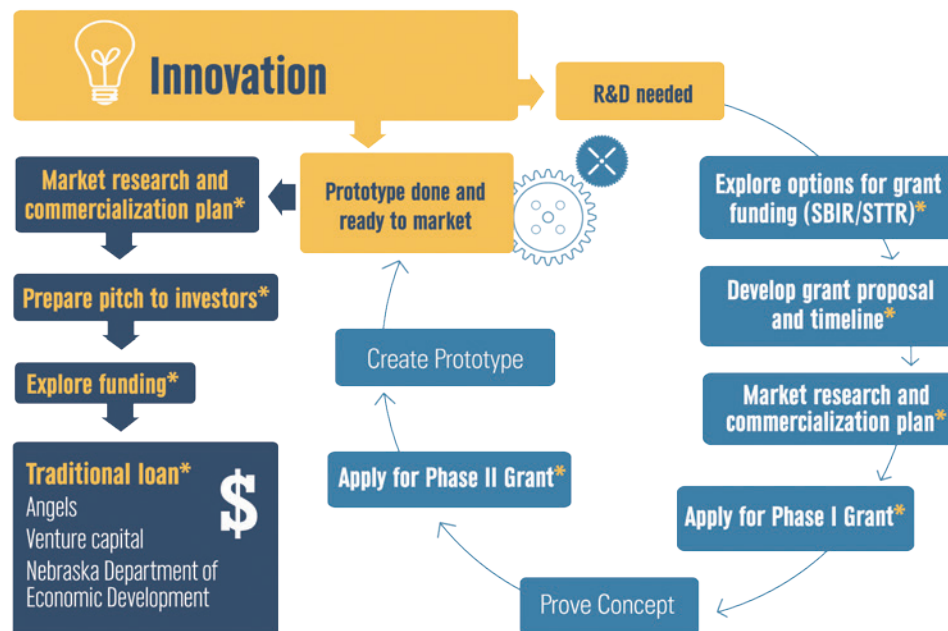 Innovation
R&D needed
Market research and
commercialization plan*
Prototype done and
ready to market
Explore options for grant
funding (SBIR/STTR)*
Prepare pitch to investors*
Develop grant proposal
and timeline*
Create Prototype
Explore funding*
Market research and
commercialization plan*
Traditional loan*
Angels
Venture capital
Nebraska Department of
Economic Development
$
Apply for Phase II Grant*
Apply for Phase I Grant*
Prove Concept